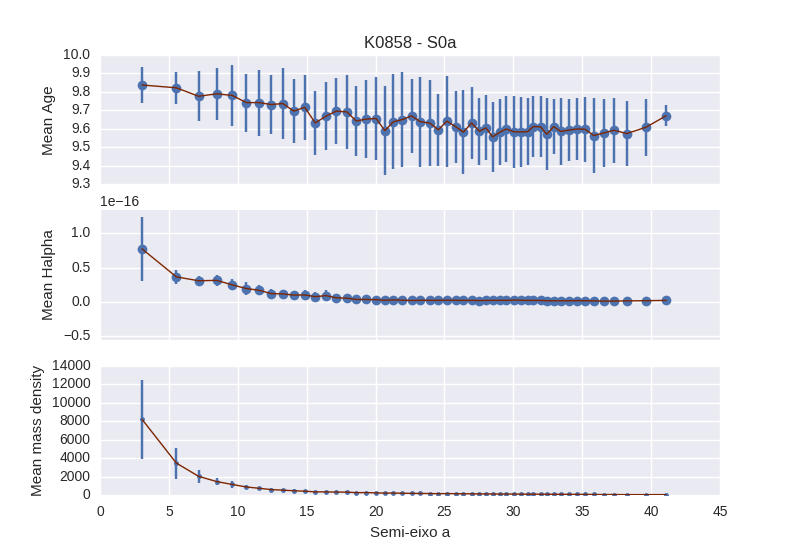 K0858 - S0a
10.0
9.9
9.8
9.7
9.6
9.5
9.4
9.3
Mean Age
1e−16
1.0
0.5
0.0
−0.5
Mean Halpha
14000
12000
10000
8000
6000
4000
2000
0
Mean mass density
0 5 10 15 20 25 30 35 40 45
Semi-eixo a